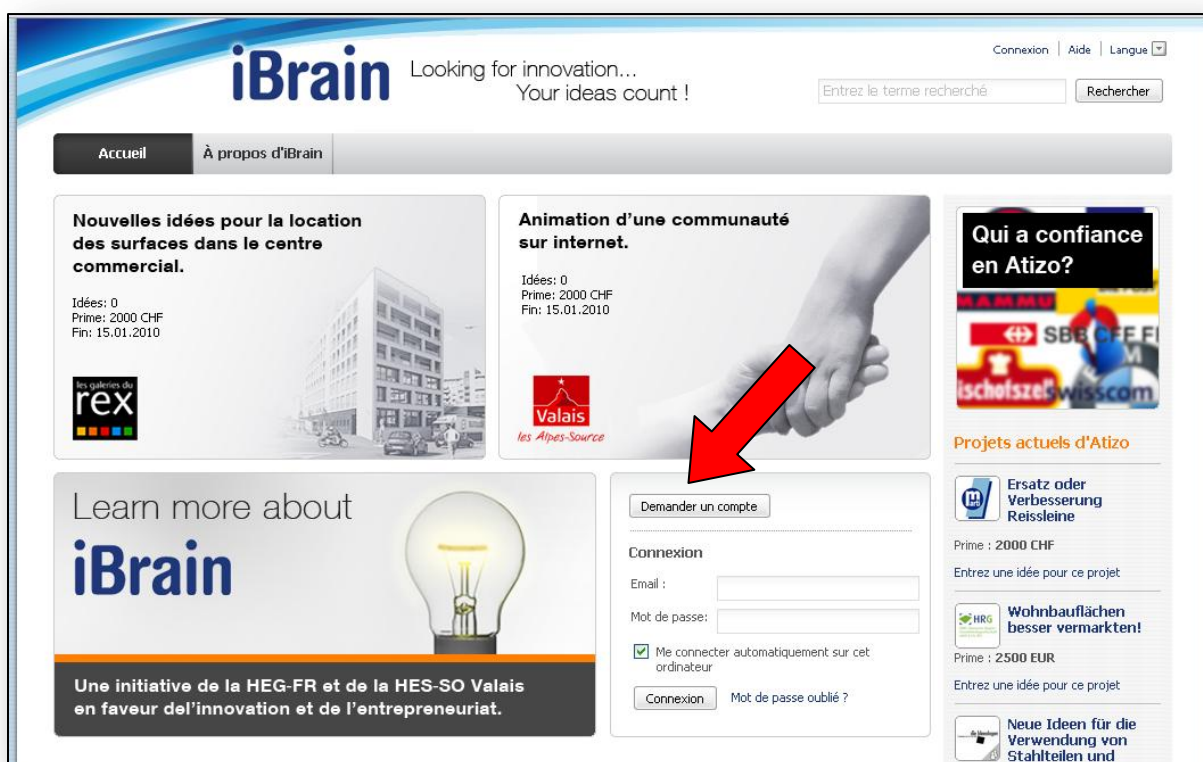 iBrain
Looking for innovation...
Your ideas count !
Connexion | Aide | Langue
Entrez le terme recherché
Rechercher
Accueil
À propos d'iBrain
Nouvelles idées pour la location
des surfaces dans le centre
commercial.
Idées: 0
Prime: 2000 CHF
Fin: 15.01.2010
les galeries du
rex
Animation d'une communauté
sur internet.
Idées: 0
Prime: 2000 CHF
Fin: 15.01.2010
Valais
les Alpes-Source
Learn more about
iBrain
Une initiative de la HEG-FR et de la HES-SO Valais
en faveur del'innovation et de l'entrepreneuriat.
Demander un compte
Connexion
Email :
Mot de passe:
Me connecter automatiquement sur cet
ordinateur
Connexion
Mot de passe oublié ?
Qui a confiance
en Atizo?
MAMMU
SBB CFE F
M
ischofszel
swisscom
Projets actuels d'Atizo
Ersatz oder
Verbesserung
Reissleine
Prime : 2000 CHF
Entrez une idée pour ce projet
HRG
Wohnbauflächen
besser vermarkten!
Prime : 2500 EUR
Entrez une idée pour ce projet
Neue Ideen für die
Verwendung von
Stahlteilen und